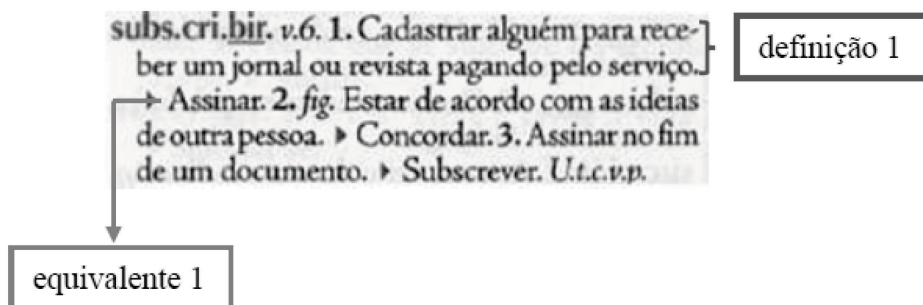 subs.cri.bir. v.6. 1. Cadastrar alguém para rece-
ber um jornal ou revista pagando pelo serviço.
▸ Assinar. 2. fig. Estar de acordo com as ideias
de outra pessoa. ▸ Concordar. 3. Assinar no fim
de um documento. ▸ Subscrever. U.t.c.v.p.
definição 1
equivalente 1